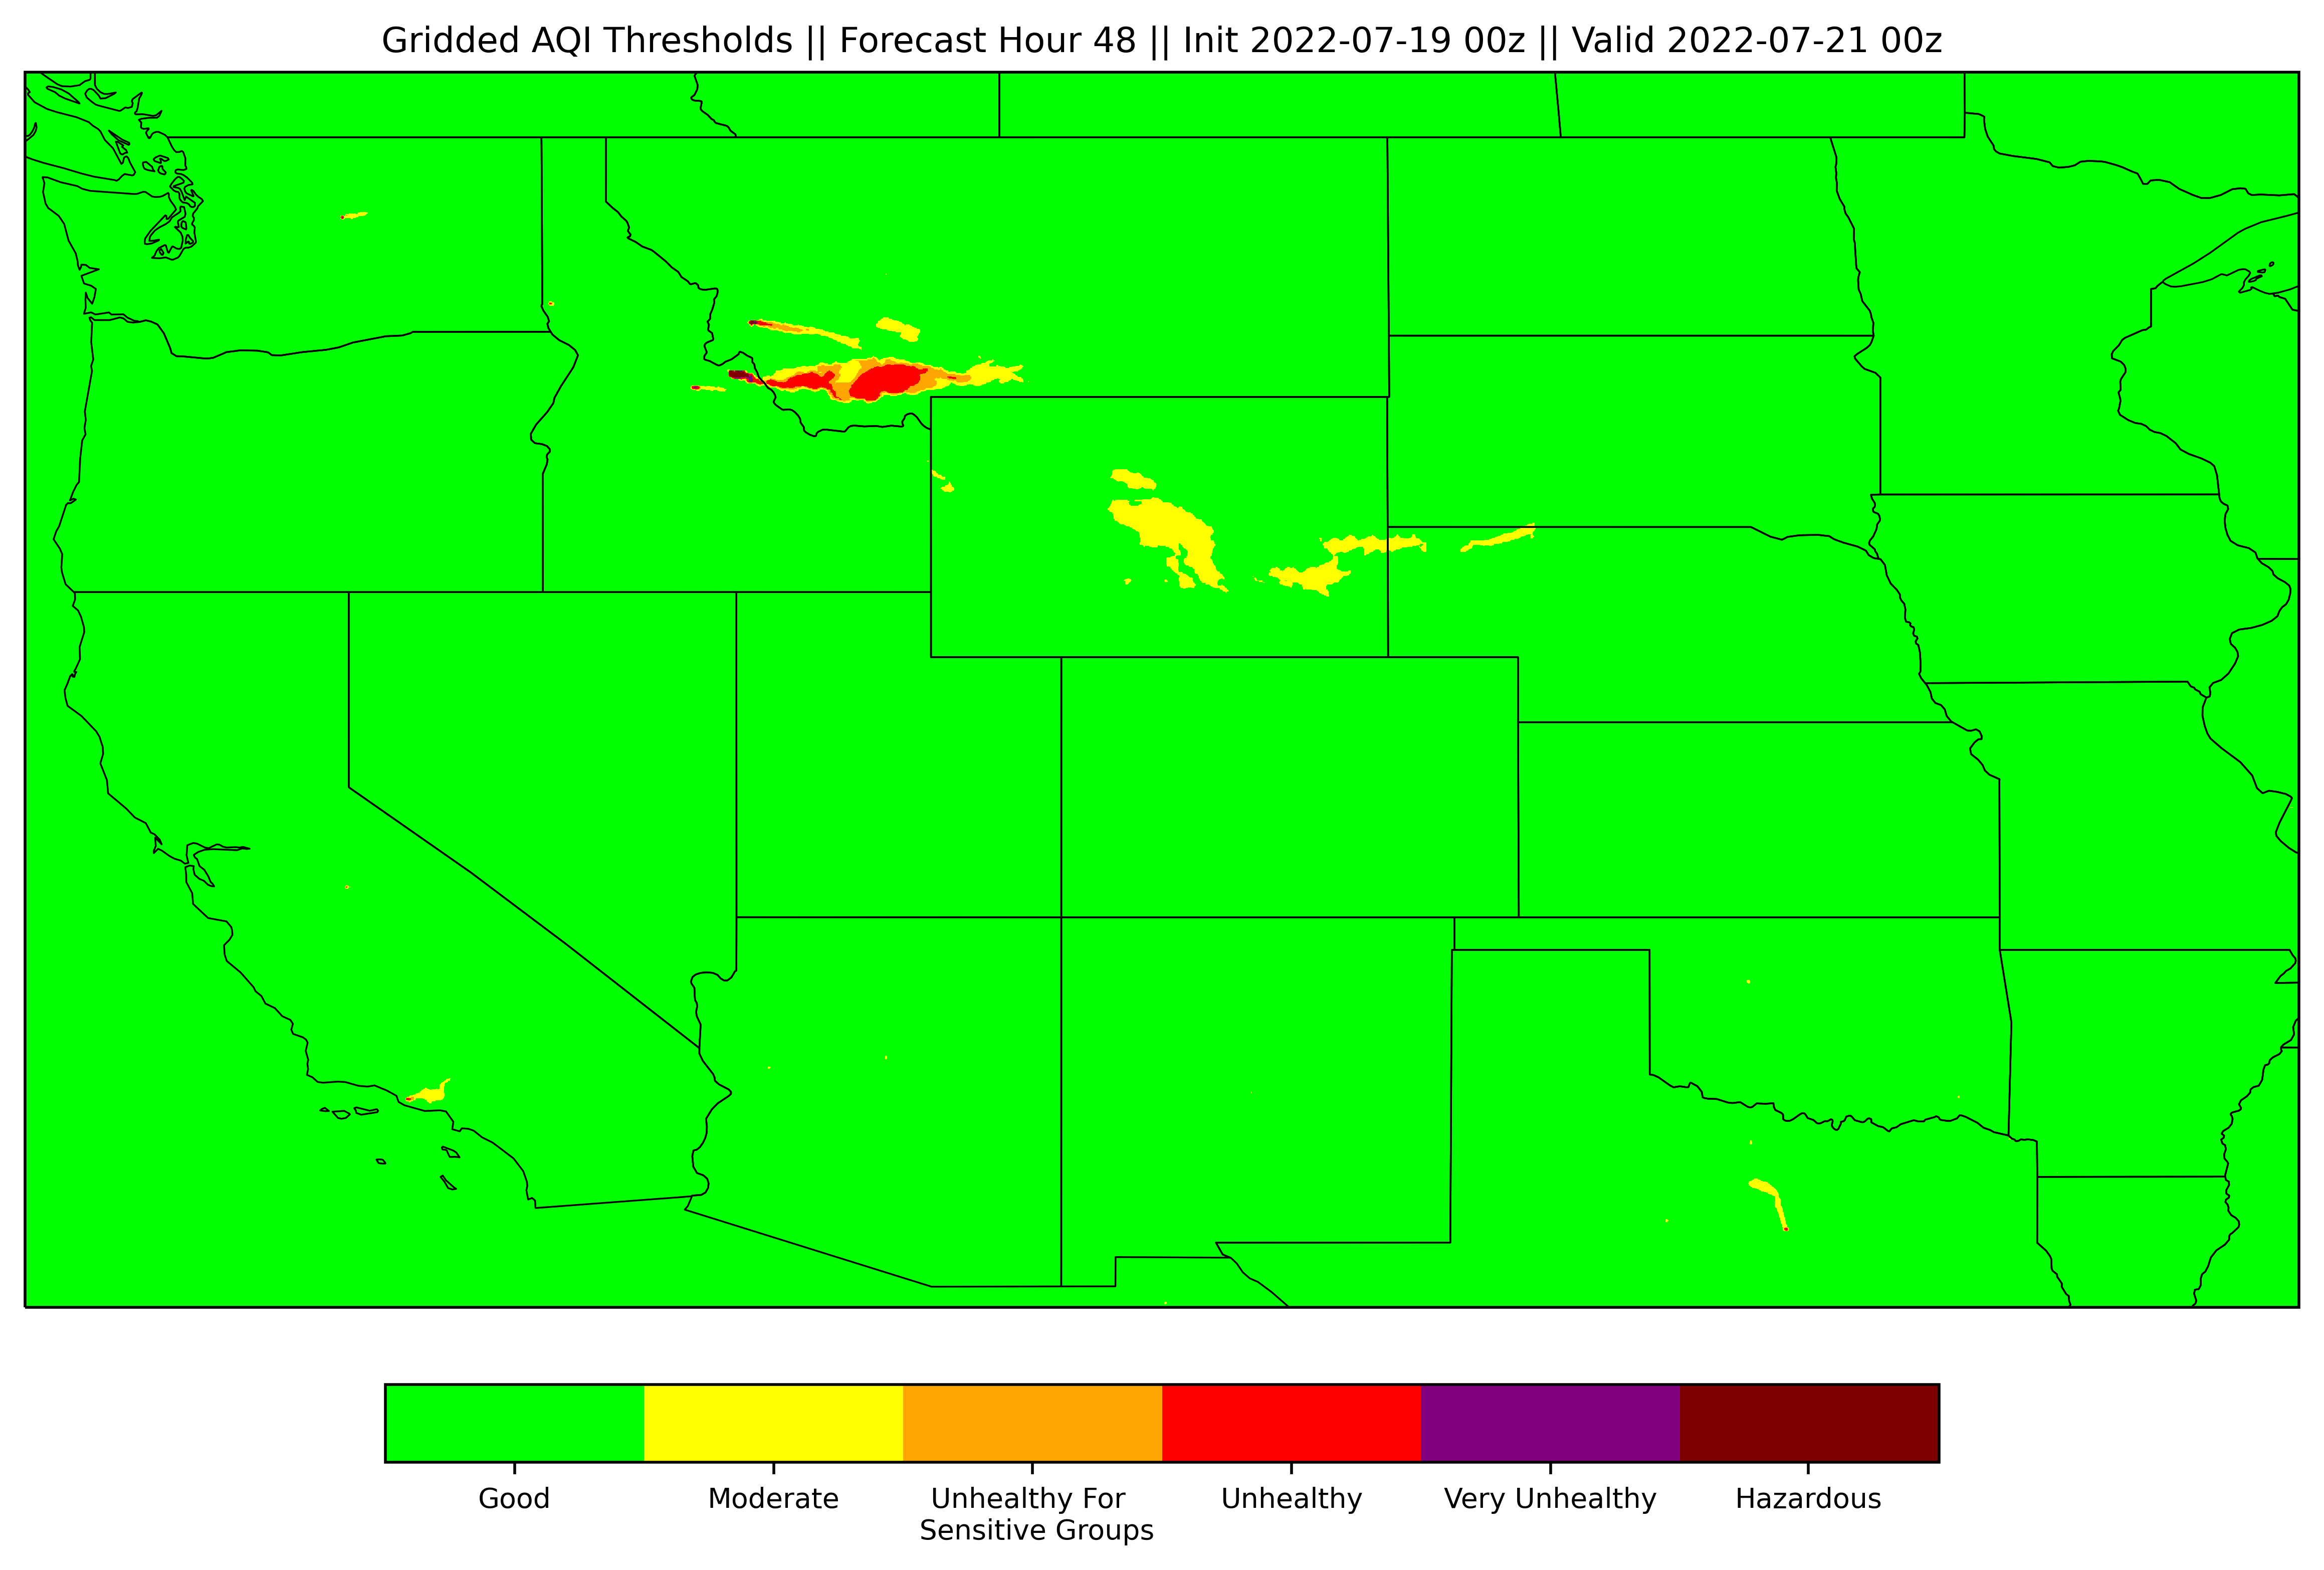 Gridded AQI Thresholds || Forecast Hour 48 || Init 2022-07-19 00z || Valid 2022-07-21 00z
Good
Moderate
Unhealthy For
Sensitive Groups
Unhealthy
Very Unhealthy
Hazardous